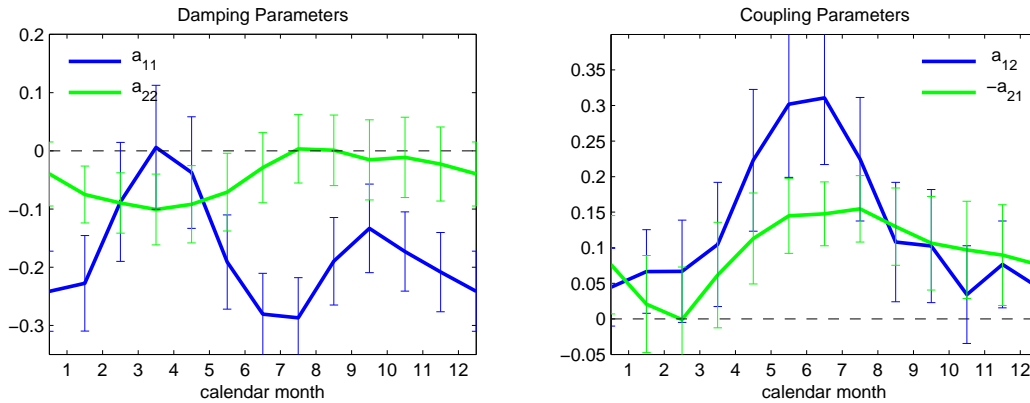 Damping Parameters
0.2
0.1
0
−0.1
−0.2
−0.3
a11
a22
1 2 3 4 5 6 7 8 9 10 11 12
calendar month
Coupling Parameters
0.35
0.3
0.25
0.2
0.15
0.1
0.05
0
−0.05
a12
−a21
1 2 3 4 5 6 7 8 9 10 11 12
calendar month